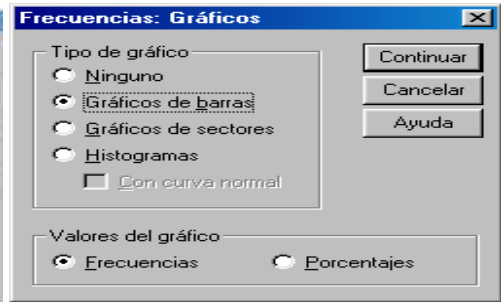 Frecuencias: Gráficos
Tipo de gráfico
Ninguno
Gráficos de barras
Gráficos de sectores
Histogramas
Con curva normal
Continuar
Cancelar
Ayuda
Valores del gráfico
Frecuencias
Porcentajes